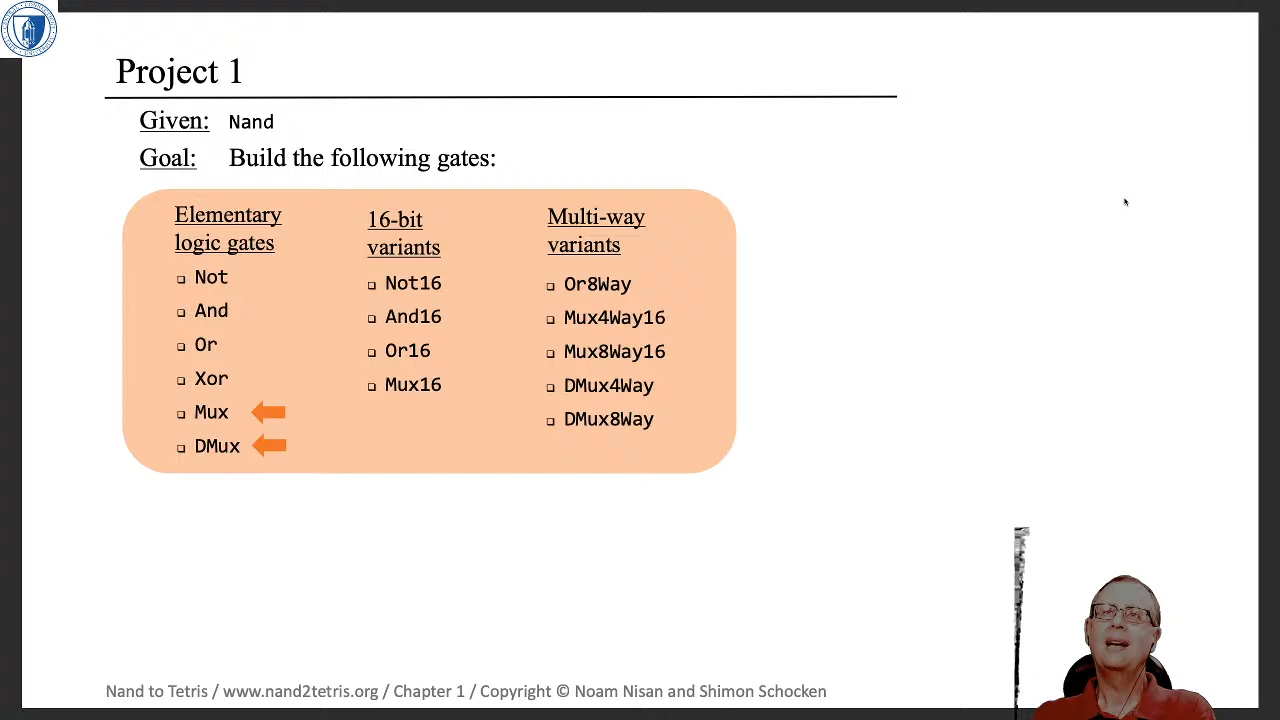 Project 1
Given: Nand
Goal: Build the following gates:
Elementary
logic gates
Not
And
Or
Xor
Mux
DMux
16-bit
variants
Not16
And16
Or16
Mux16
Multi-way
variants
Or8Way
Mux4Way16
Mux8Way16
DMux4Way
DMux8Way
Nand to Tetris / www.nand2tetris.org / Chapter 1 / Copyright © Noam Nisan and Shimon Schocken